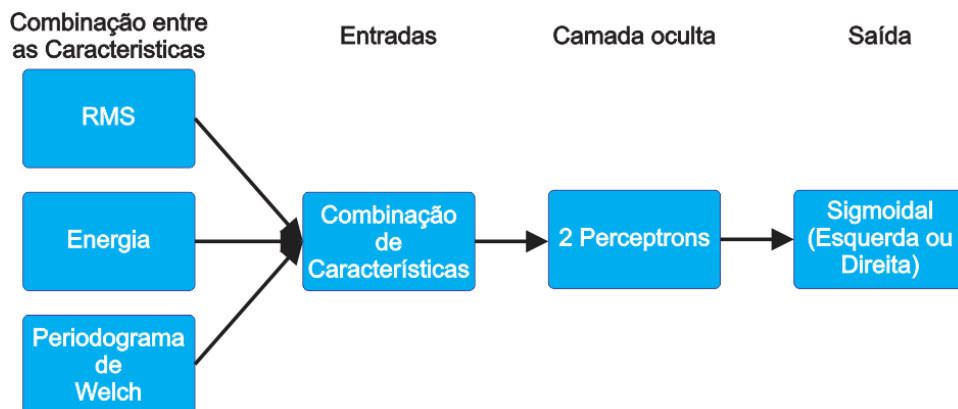 Combinação entre
as Caracteristicas
Entradas
Camada oculta
Saída
RMS
Energia
Periodograma
de
Welch
Combinação
de
Características
2 Perceptrons
Sigmoidal
(Esquerda ou
Direita)